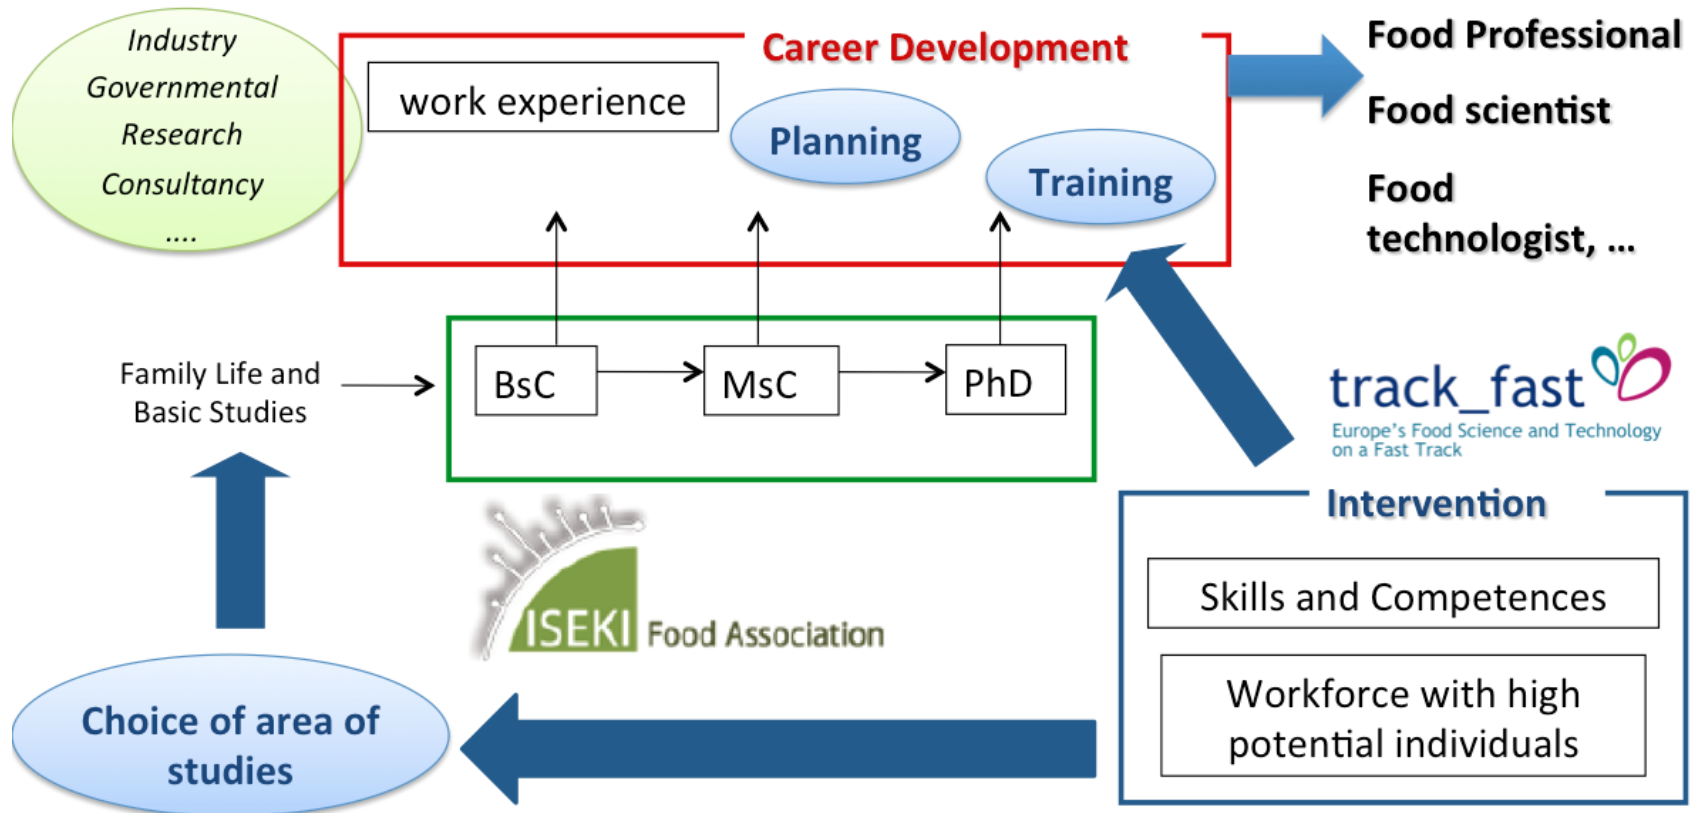 Industry
Governmental
Research
Consultancy
....
Career Development
work experience
Planning
Training
Food Professional
Food scientist
Food
technologist, ...
Family Life and
Basic Studies
BsC
MsC
PhD
track_fast
Europe's Food Science and Technology
on a Fast Track
Intervention
Skills and Competences
Workforce with high
potential individuals
ISEKI Food Association
Choice of area of
studies